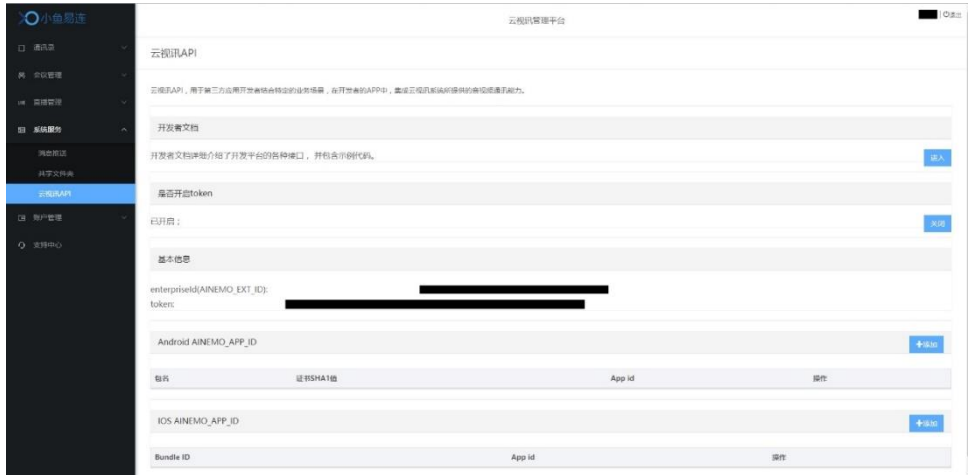 小鱼易连
云视讯管理平台
| 退出
通讯录
会议管理
直播管理
系统服务
消息推送
共享文件夹
云视讯API
账户管理
支持中心
云视讯API
云视讯API，用于第三方应用开发者结合特定的业务场景，在开发者的APP中，集成云视讯系统所提供的音视频通讯能力。
开发者文档
开发者文档详细介绍了开发平台的各种接口，并包含示例代码。
进入
是否开启token
已开启；
关闭
基本信息
enterpriseId(AINEMO_EXT_ID):
token:
Android AINEMO_APP_ID
+添加
包名 证书SHA1值 App id 操作
IOS AINEMO_APP_ID
+添加
Bundle ID App id 操作